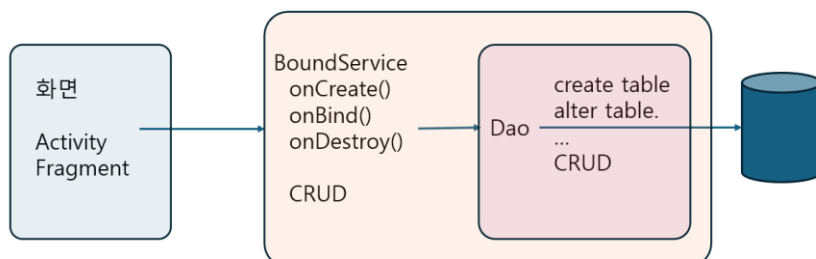 화면
Activity
Fragment
BoundService
onCreate()
onBind()
onDestroy()
CRUD
Dao
create table
alter table.
...
CRUD